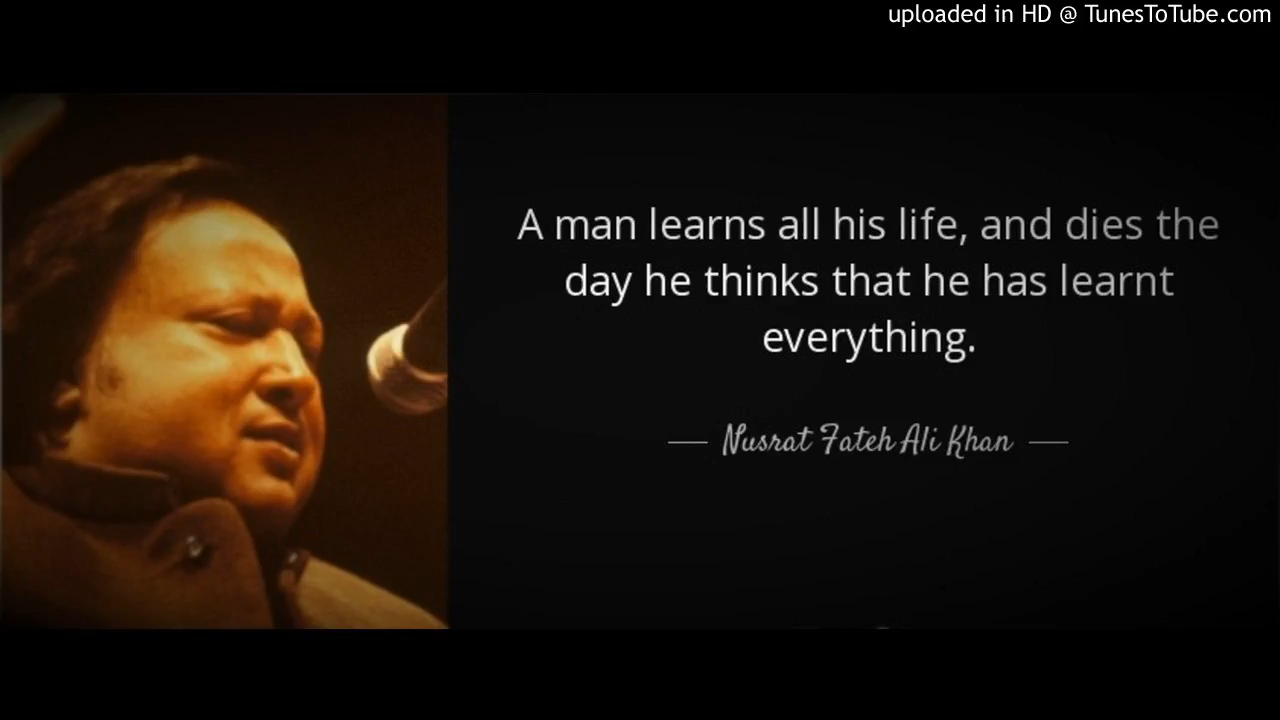 uploaded in HD @ TunesToTube.com
A man learns all his life, and dies the
day he thinks that he has learnt
everything.
Nusrat Fateh Ali Khan